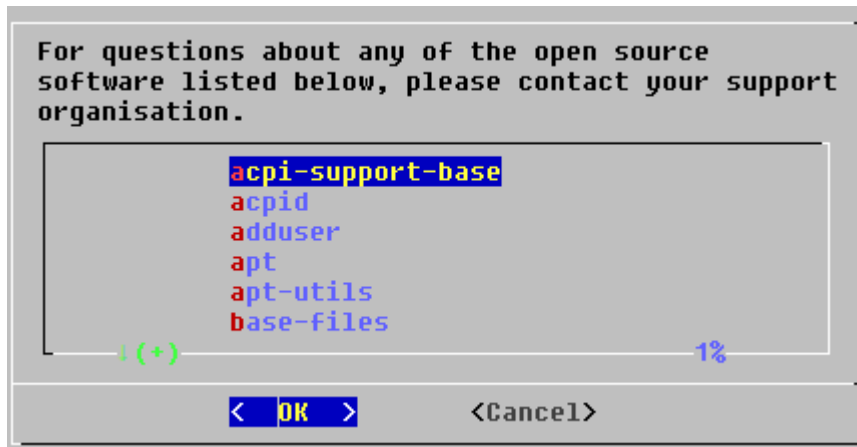 For questions about any of the open source
software listed below, please contact your support
organisation.
acpi-support-base
acpid
adduser
apt
apt-utils
base-files
↓(+) 1%
< OK > <Cancel>